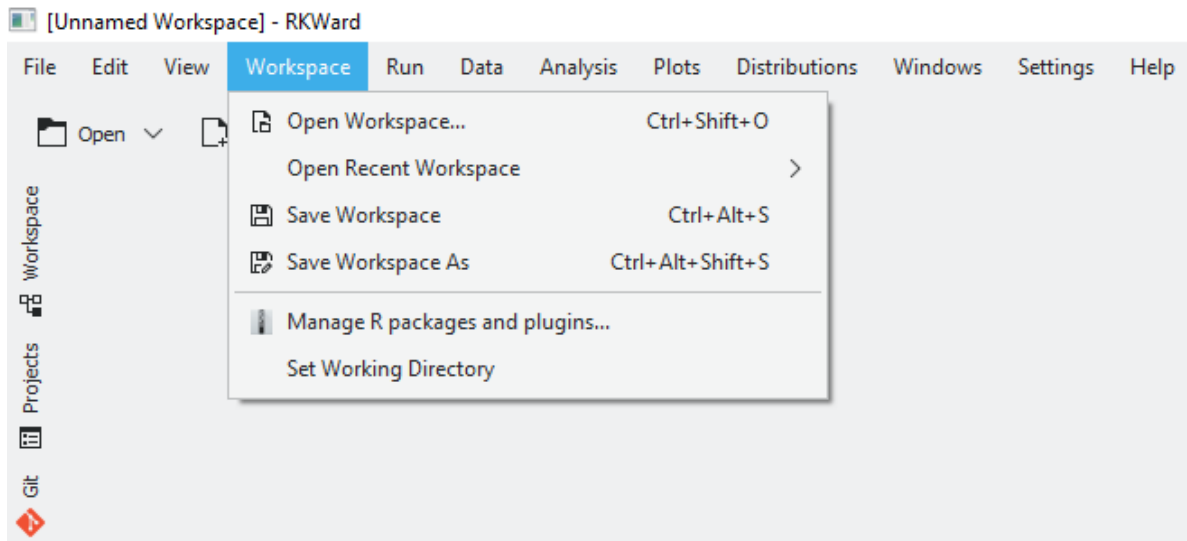 [Unnamed Workspace] - RKWard
File Edit View Workspace Run Data Analysis Plots Distributions Windows Settings Help
Open
Open Workspace... Ctrl+Shift+O
Open Recent Workspace
Save Workspace Ctrl+Alt+S
Save Workspace As Ctrl+Alt+Shift+S
Manage R packages and plugins...
Set Working Directory
Workspace
Projects
Git